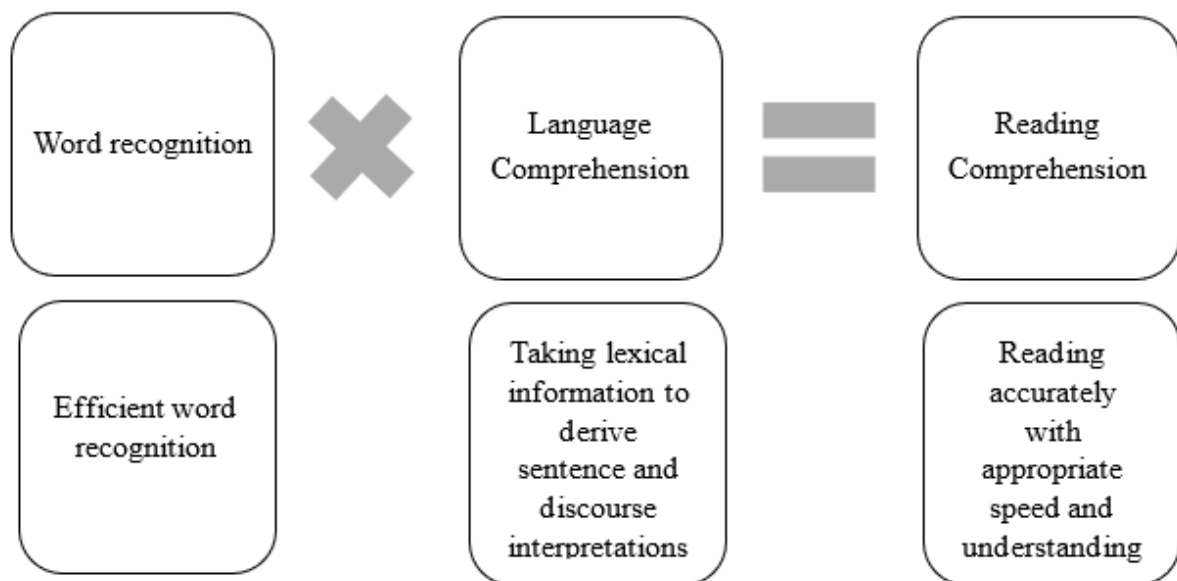 Word recognition
Language
Comprehension
Reading
Comprehension
Efficient word
recognition
Taking lexical
information to
derive
sentence and
discourse
interpretations
Reading
accurately
with
appropriate
speed and
understanding